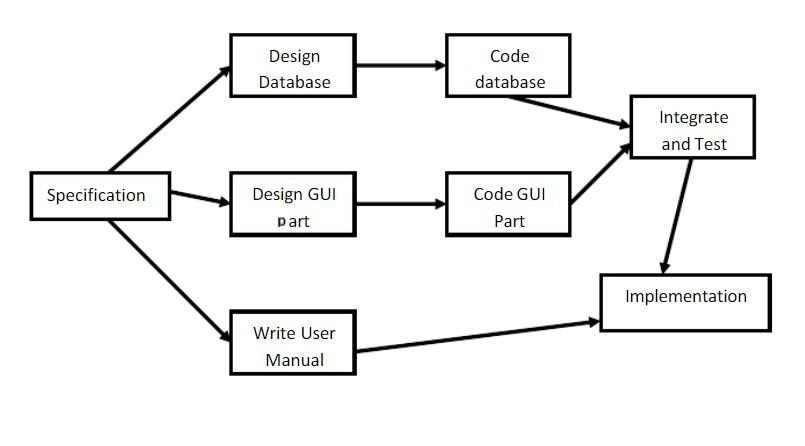 Design
Database
Code
database
Integrate
and Test
Specification
Design GUI
part
Code GUI
Part
Implementation
Write User
Manual